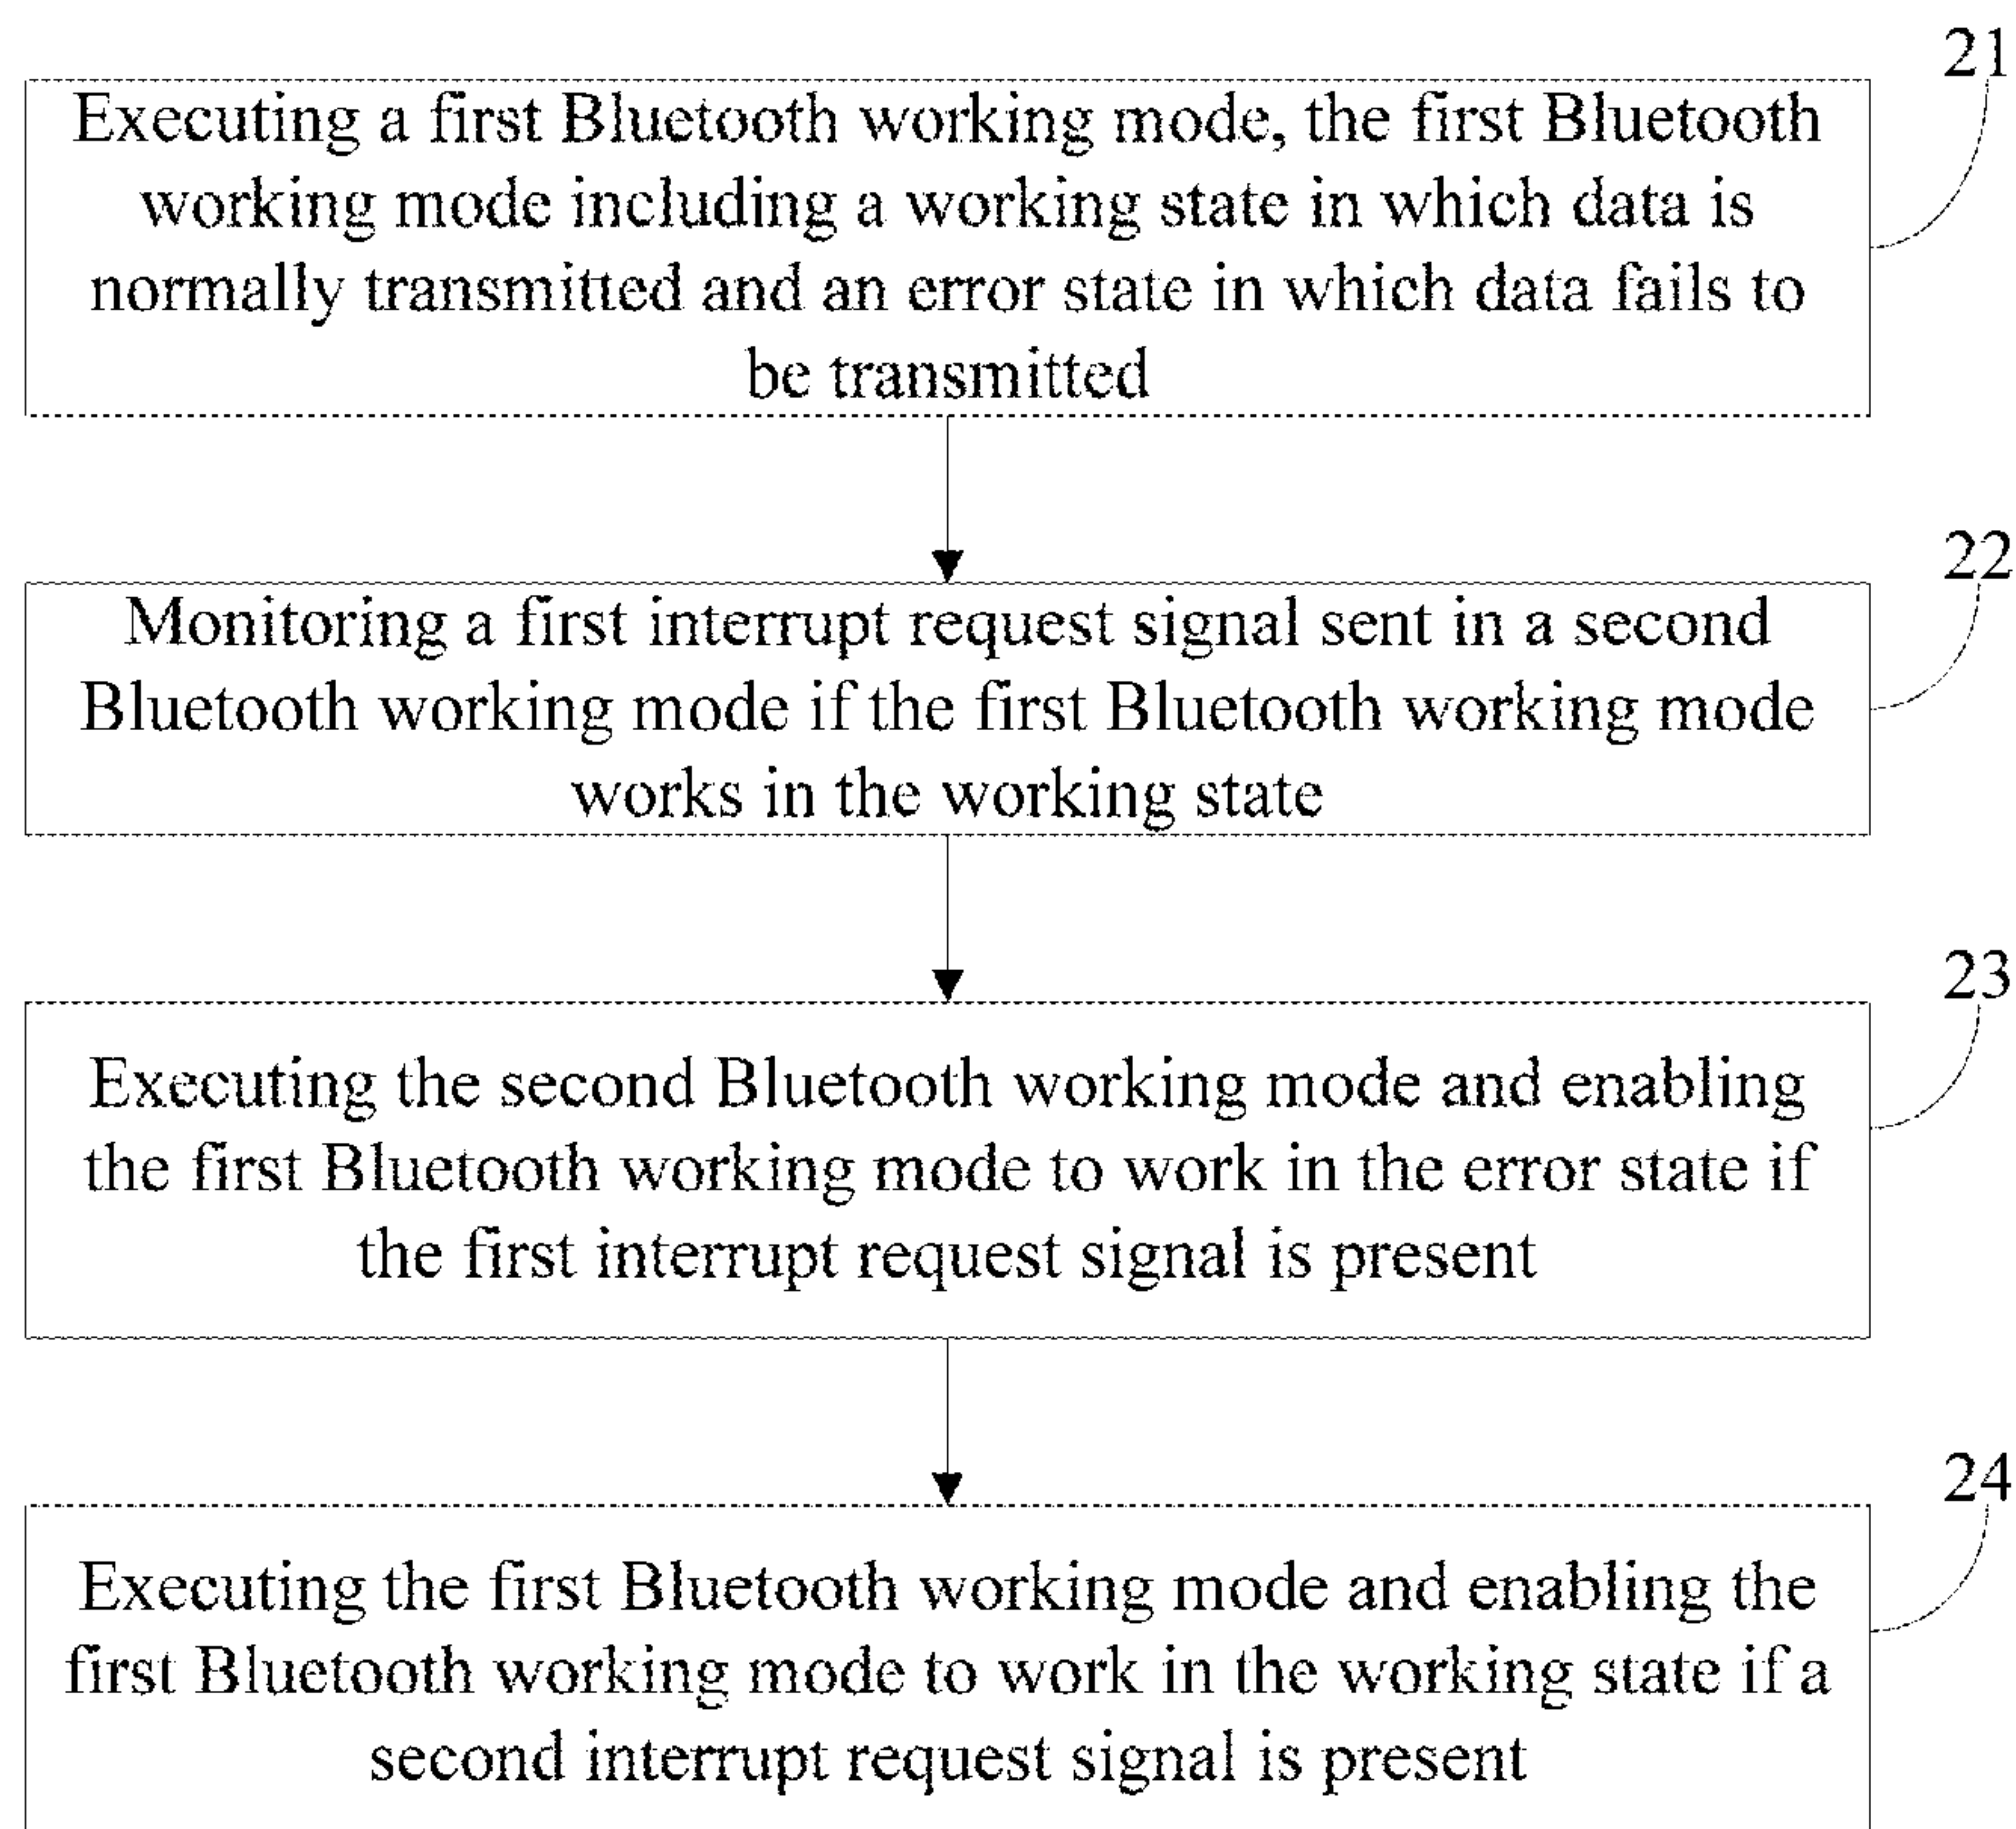 21
Executing a first Bluetooth working mode, the first Bluetooth
working mode including a working state in which data is
normally transmitted and an error state in which data fails to
be transmitted
22
Monitoring a first interrupt request signal sent in a second
Bluetooth working mode if the first Bluetooth working mode
works in the working state
23
Executing the second Bluetooth working mode and enabling
the first Bluetooth working mode to work in the error state if
the first interrupt request signal is present
24
Executing the first Bluetooth working mode and enabling the
first Bluetooth working mode to work in the working state if a
second interrupt request signal is present